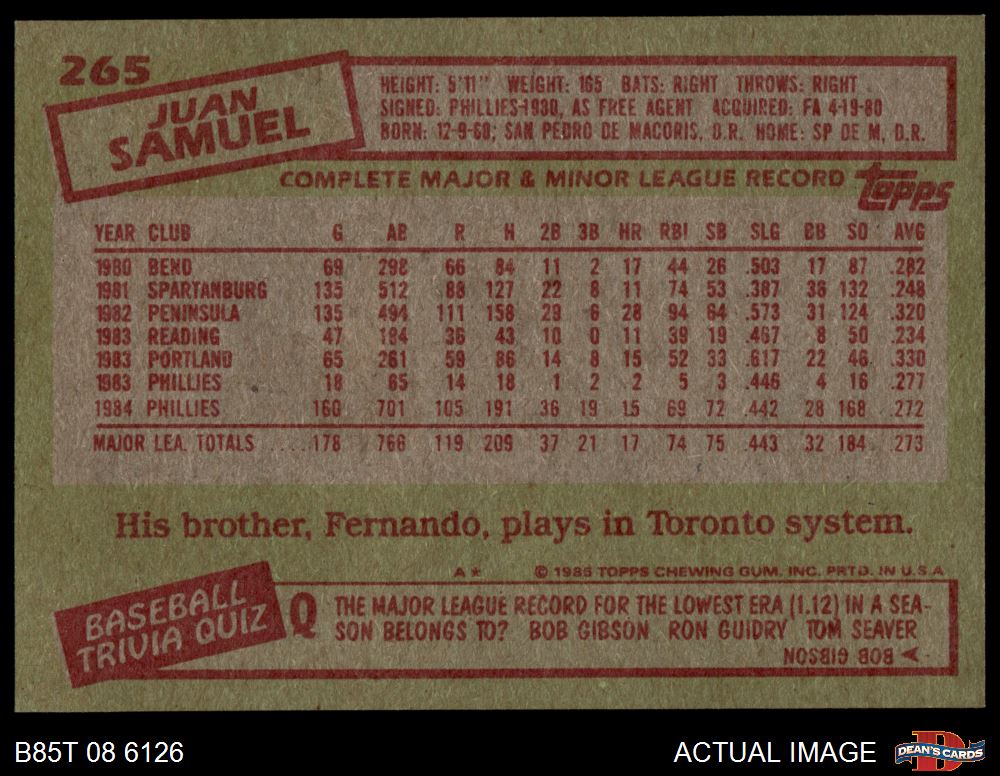 265
JUAN
SAMUEL
HEIGHT: 5'11" WEIGHT: 165 BATS: RIGHT THROWS: RIGHT
SIGNED: PHILLIES-1980, AS FREE AGENT ACQUIRED: FA 4-19-80
BORN: 12-9-60; SAN PEDRO DE MACORIS, D.R. HOME: SP DE M, D.R.
COMPLETE MAJOR & MINOR LEAGUE RECORD topps
YEAR CLUB G AB R H 2B 3B HR RBI SB SLG BB SO AVG
1980 BEND 69 298 66 84 11 2 17 44 26 .503 17 87 .282
1981 SPARTANBURG 135 512 88 127 22 8 11 74 53 .387 36 132 .248
1982 PENINSULA 135 494 111 158 29 6 28 94 64 .573 31 124 .320
1983 READING 47 184 36 43 10 0 11 39 19 .467 8 50 .234
1983 PORTLAND 65 261 59 86 14 8 15 52 33 .617 22 46 .330
1983 PHILLIES 18 65 14 18 1 2 2 5 3 .446 4 16 .277
1984 PHILLIES 160 701 105 191 36 19 15 69 72 .442 28 168 .272
MAJOR LEA. TOTALS ..... 178 766 119 209 37 21 17 74 75 .443 32 184 .273
His brother, Fernando, plays in Toronto system.
A* © 1985 TOPPS CHEWING GUM, INC. PRTD. IN U.S.A
BASEBALL
TRIVIA QUIZ
Q THE MAJOR LEAGUE RECORD FOR THE LOWEST ERA (1.12) IN A SEA-
SON BELONGS TO? BOB GIBSON RON GUIDRY TOM SEAVER
A BOB GIBSON
B85T 08 6126
ACTUAL IMAGE
D
DEAN'S CARDS